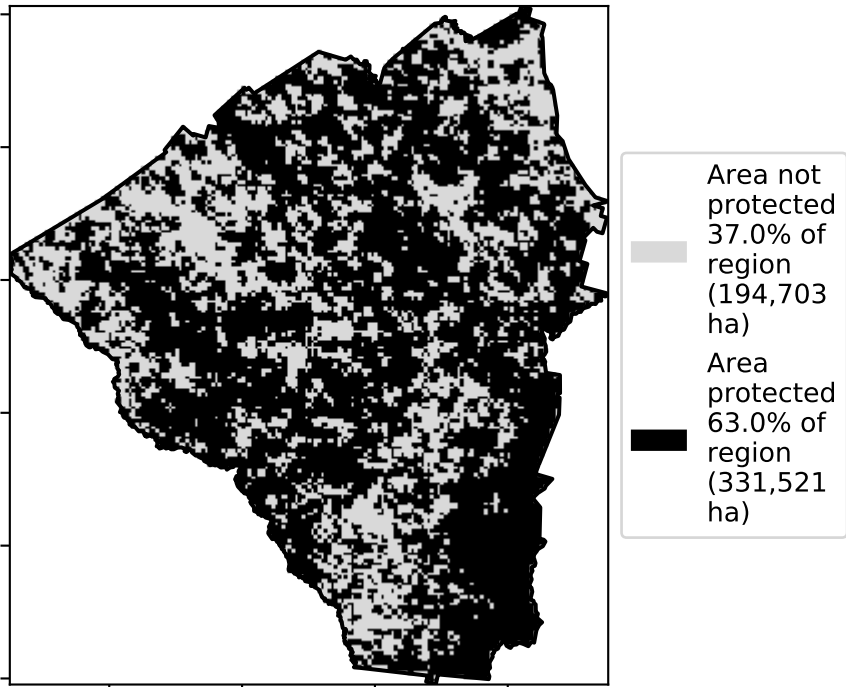 Area not
protected
37.0% of
region
(194,703
ha)
Area
protected
63.0% of
region
(331,521
ha)